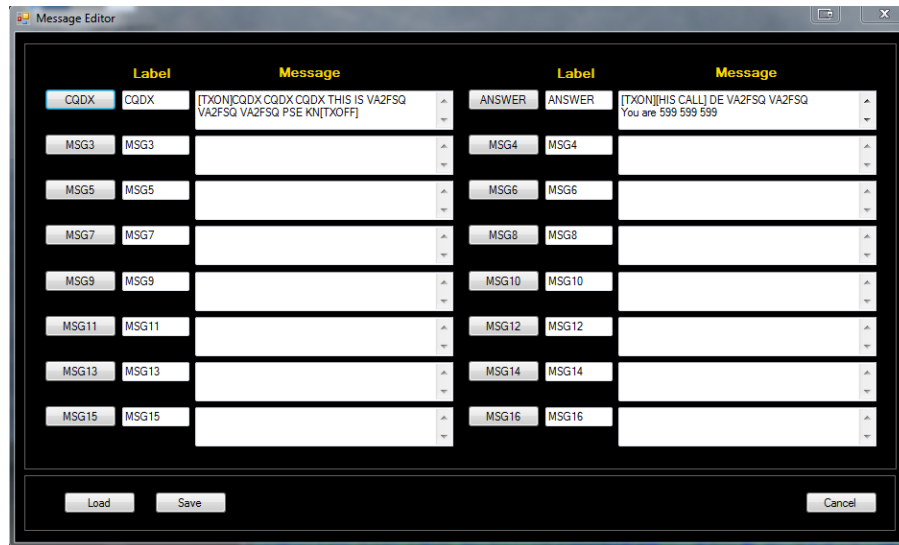 Message Editor
Label Message Label Message
CQDX CQDX [TXON]CQDX CQDX CQDX THIS IS VA2FSQ
VA2FSQ VA2FSQ PSE KN[TXOFF]
ANSWER ANSWER [TXON][HIS CALL] DE VA2FSQ VA2FSQ
You are 599 599 599
MSG3 MSG3 MSG4 MSG4
MSG5 MSG5 MSG6 MSG6
MSG7 MSG7 MSG8 MSG8
MSG9 MSG9 MSG10 MSG10
MSG11 MSG11 MSG12 MSG12
MSG13 MSG13 MSG14 MSG14
MSG15 MSG15 MSG16 MSG16
Load Save Cancel